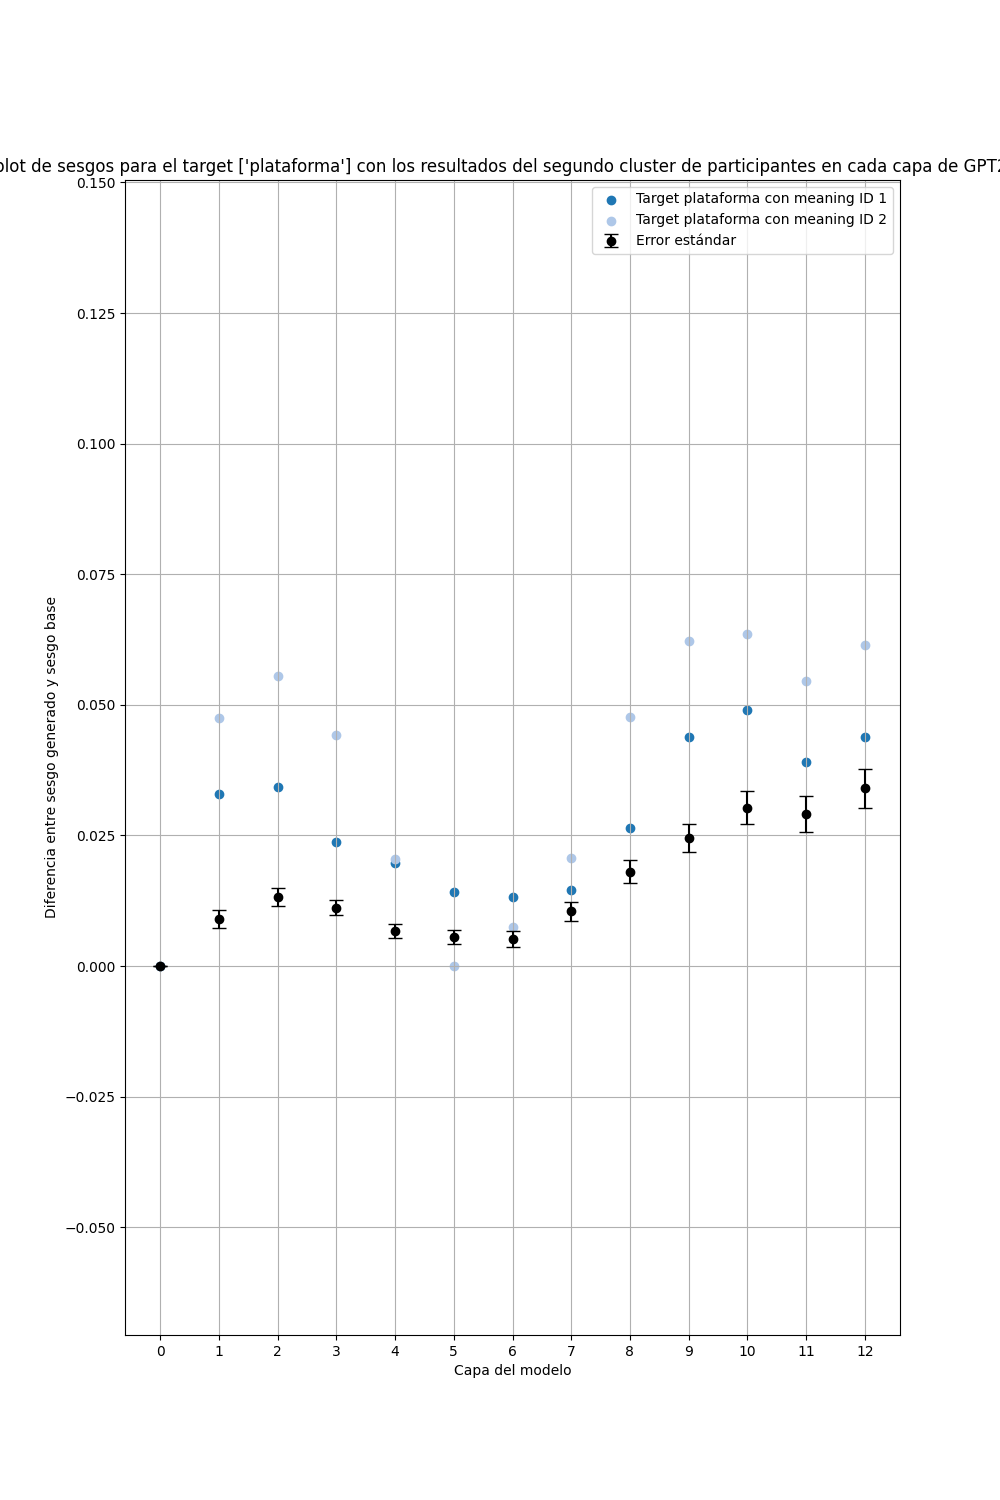 plot de sesgos para el target ['plataforma'] con los resultados del segundo cluster de participantes en cada capa de GPT2
Target plataforma con meaning ID 1
Target plataforma con meaning ID 2
Error estándar
Diferencia entre sesgo generado y sesgo base
0.150
0.125
0.100
0.075
0.050
0.025
0.000
−0.025
−0.050
0 1 2 3 4 5 6 7 8 9 10 11 12
Capa del modelo